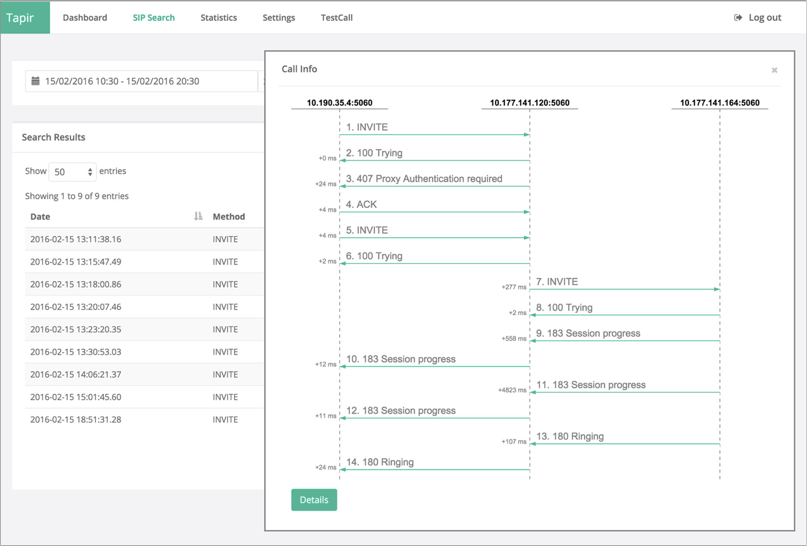 Tapir Dashboard SIP Search Statistics Settings TestCall Log out
15/02/2016 10:30 - 15/02/2016 20:30
Search Results
Show 50 entries
Showing 1 to 9 of 9 entries
Date Method
2016-02-15 13:11:38.16 INVITE
2016-02-15 13:15:47.49 INVITE
2016-02-15 13:18:00.86 INVITE
2016-02-15 13:20:07.46 INVITE
2016-02-15 13:23:20.35 INVITE
2016-02-15 13:30:53.03 INVITE
2016-02-15 14:06:21.37 INVITE
2016-02-15 15:01:45.60 INVITE
2016-02-15 18:51:31.28 INVITE
Call Info ×
10.190.35.4:5060 10.177.141.120:5060 10.177.141.164:5060
1. INVITE
2. 100 Trying
+0 ms
3. 407 Proxy Authentication required
+24 ms
4. ACK
+4 ms
5. INVITE
+4 ms
6. 100 Trying
+2 ms
7. INVITE
+277 ms
8. 100 Trying
+2 ms
9. 183 Session progress
+558 ms
10. 183 Session progress
+12 ms
11. 183 Session progress
+4823 ms
12. 183 Session progress
+11 ms
13. 180 Ringing
+107 ms
14. 180 Ringing
+24 ms
Details